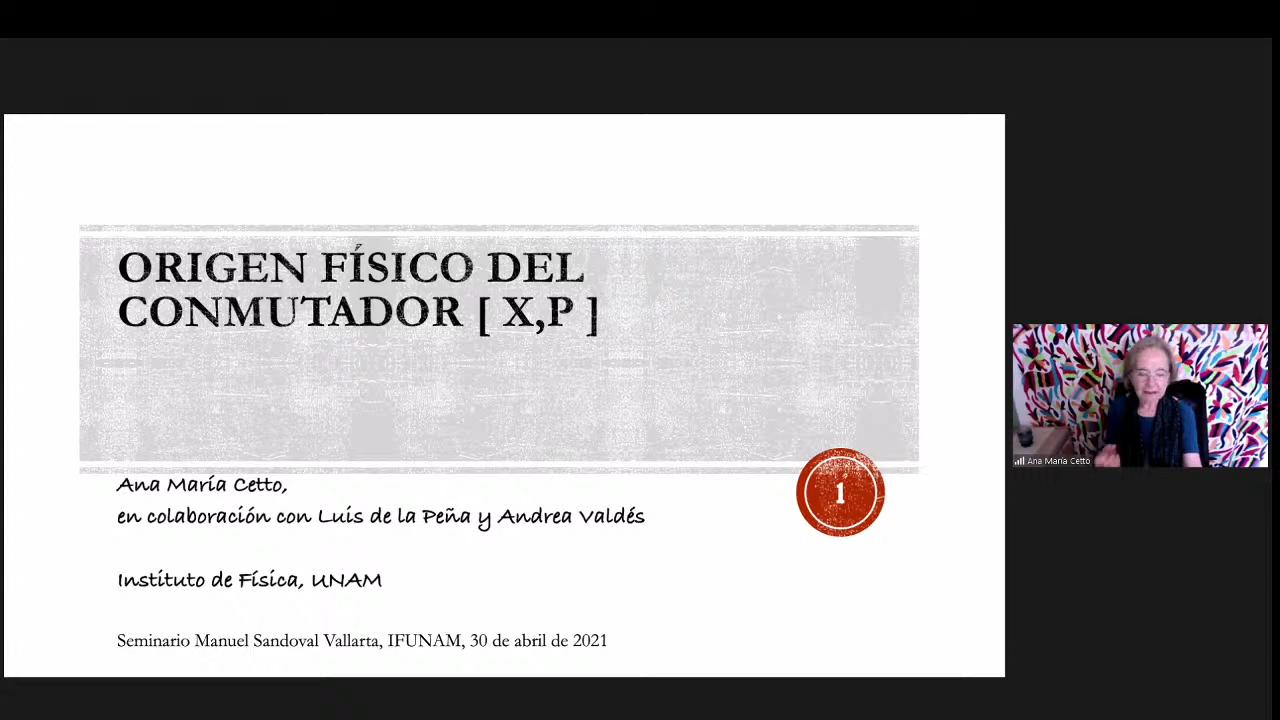 ORIGEN FÍSICO DEL
CONMUTADOR [ X,P ]
Ana María Cetto,
en colaboración con Luis de la Peña y Andrea Valdés
1
Instituto de Física, UNAM
Seminario Manuel Sandoval Vallarta, IFUNAM, 30 de abril de 2021
Ana María Cetto